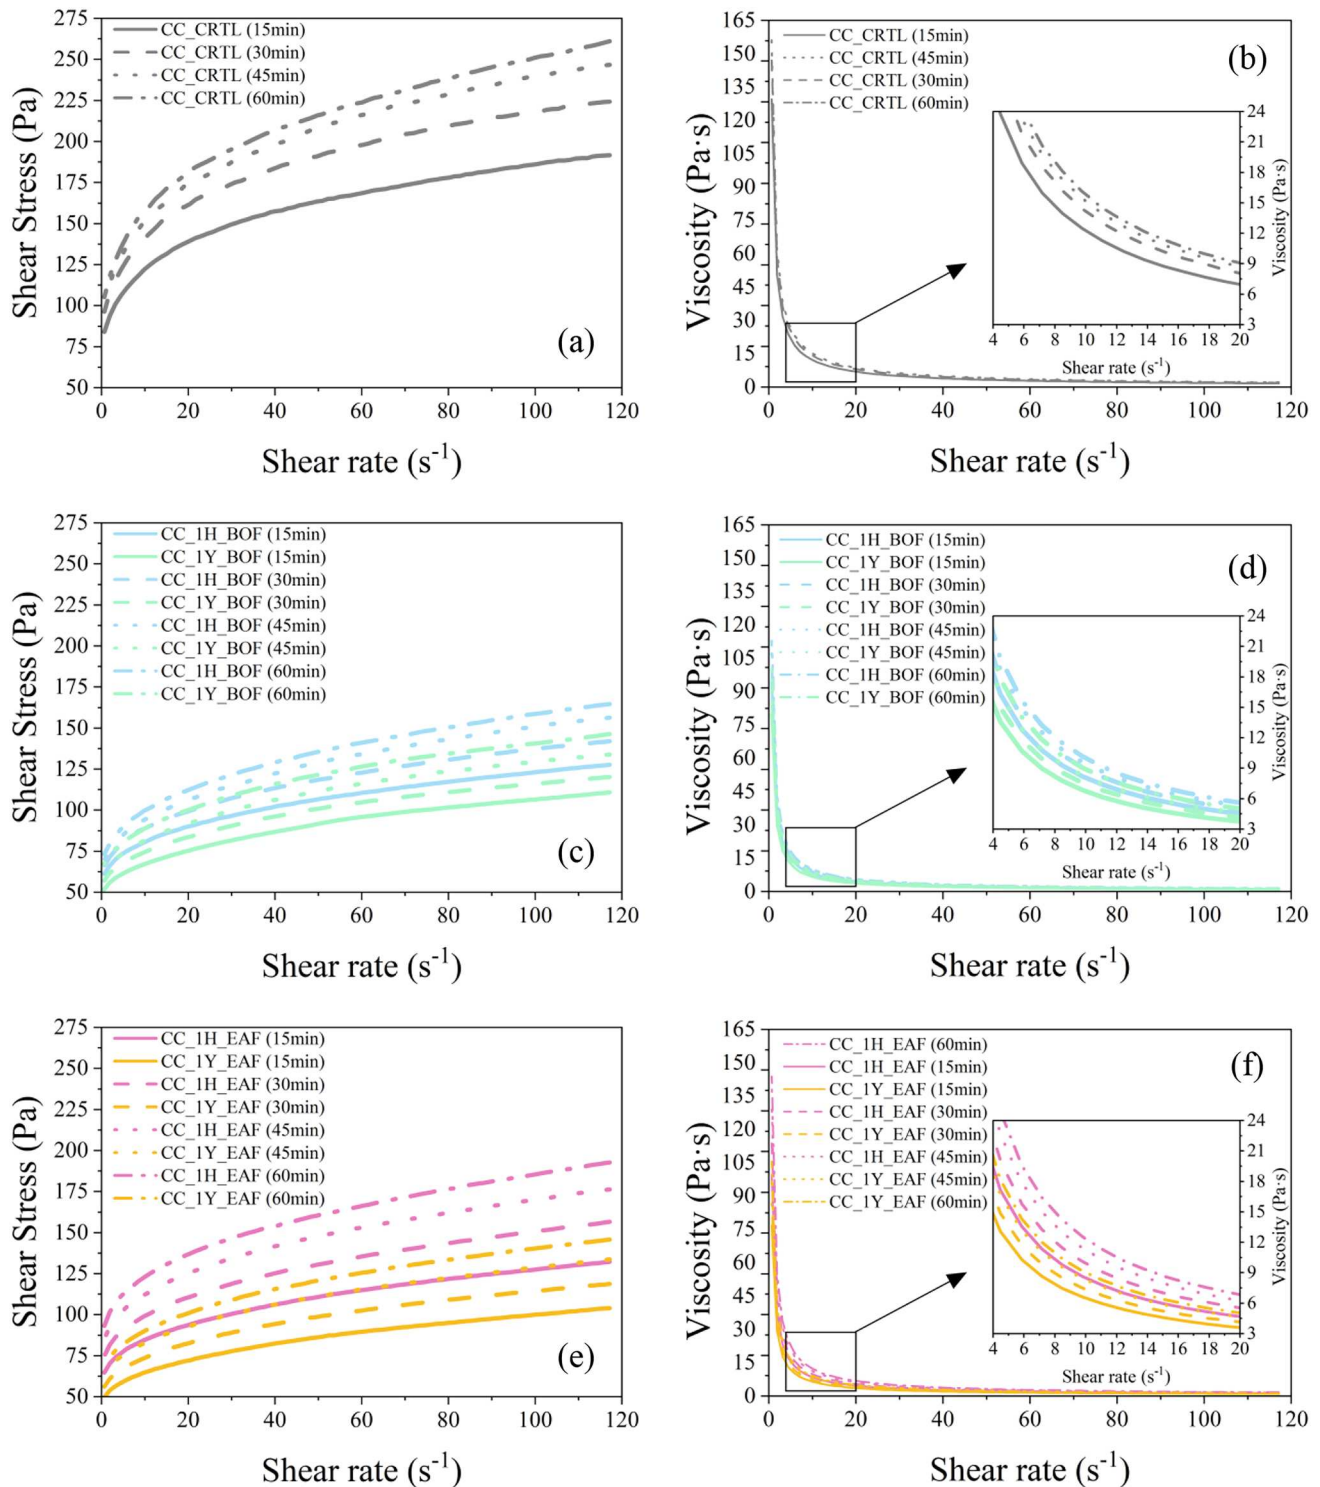 275
250
225
200
175
150
125
100
75
50
Shear Stress (Pa)
CC_CRTL (15min)
CC_CRTL (30min)
CC_CRTL (45min)
CC_CRTL (60min)
(a)
0 20 40 60 80 100 120
Shear rate (s⁻¹)
165
150
135
120
105
90
75
60
45
30
15
0
Viscosity (Pa·s)
CC_CRTL (15min)
CC_CRTL (45min)
CC_CRTL (30min)
CC_CRTL (60min)
(b)
24
21
18
15
12
9
6
3
Viscosity (Pa·s)
4 6 8 10 12 14 16 18 20
Shear rate (s⁻¹)
0 20 40 60 80 100 120
Shear rate (s⁻¹)
275
250
225
200
175
150
125
100
75
50
Shear Stress (Pa)
CC_1H_BOF (15min)
CC_1Y_BOF (15min)
CC_1H_BOF (30min)
CC_1Y_BOF (30min)
CC_1H_BOF (45min)
CC_1Y_BOF (45min)
CC_1H_BOF (60min)
CC_1Y_BOF (60min)
(c)
0 20 40 60 80 100 120
Shear rate (s⁻¹)
165
150
135
120
105
90
75
60
45
30
15
0
Viscosity (Pa·s)
CC_1H_BOF (15min)
CC_1Y_BOF (15min)
CC_1H_BOF (30min)
CC_1Y_BOF (30min)
CC_1H_BOF (45min)
CC_1Y_BOF (45min)
CC_1H_BOF (60min)
CC_1Y_BOF (60min)
(d)
24
21
18
15
12
9
6
3
Viscosity (Pa·s)
4 6 8 10 12 14 16 18 20
Shear rate (s⁻¹)
0 20 40 60 80 100 120
Shear rate (s⁻¹)
275
250
225
200
175
150
125
100
75
50
Shear Stress (Pa)
CC_1H_EAF (15min)
CC_1Y_EAF (15min)
CC_1H_EAF (30min)
CC_1Y_EAF (30min)
CC_1H_EAF (45min)
CC_1Y_EAF (45min)
CC_1H_EAF (60min)
CC_1Y_EAF (60min)
(e)
0 20 40 60 80 100 120
Shear rate (s⁻¹)
165
150
135
120
105
90
75
60
45
30
15
0
Viscosity (Pa·s)
CC_1H_EAF (60min)
CC_1H_EAF (15min)
CC_1Y_EAF (15min)
CC_1H_EAF (30min)
CC_1Y_EAF (30min)
CC_1H_EAF (45min)
CC_1Y_EAF (45min)
CC_1Y_EAF (60min)
(f)
24
21
18
15
12
9
6
3
Viscosity (Pa·s)
4 6 8 10 12 14 16 18 20
Shear rate (s⁻¹)
0 20 40 60 80 100 120
Shear rate (s⁻¹)